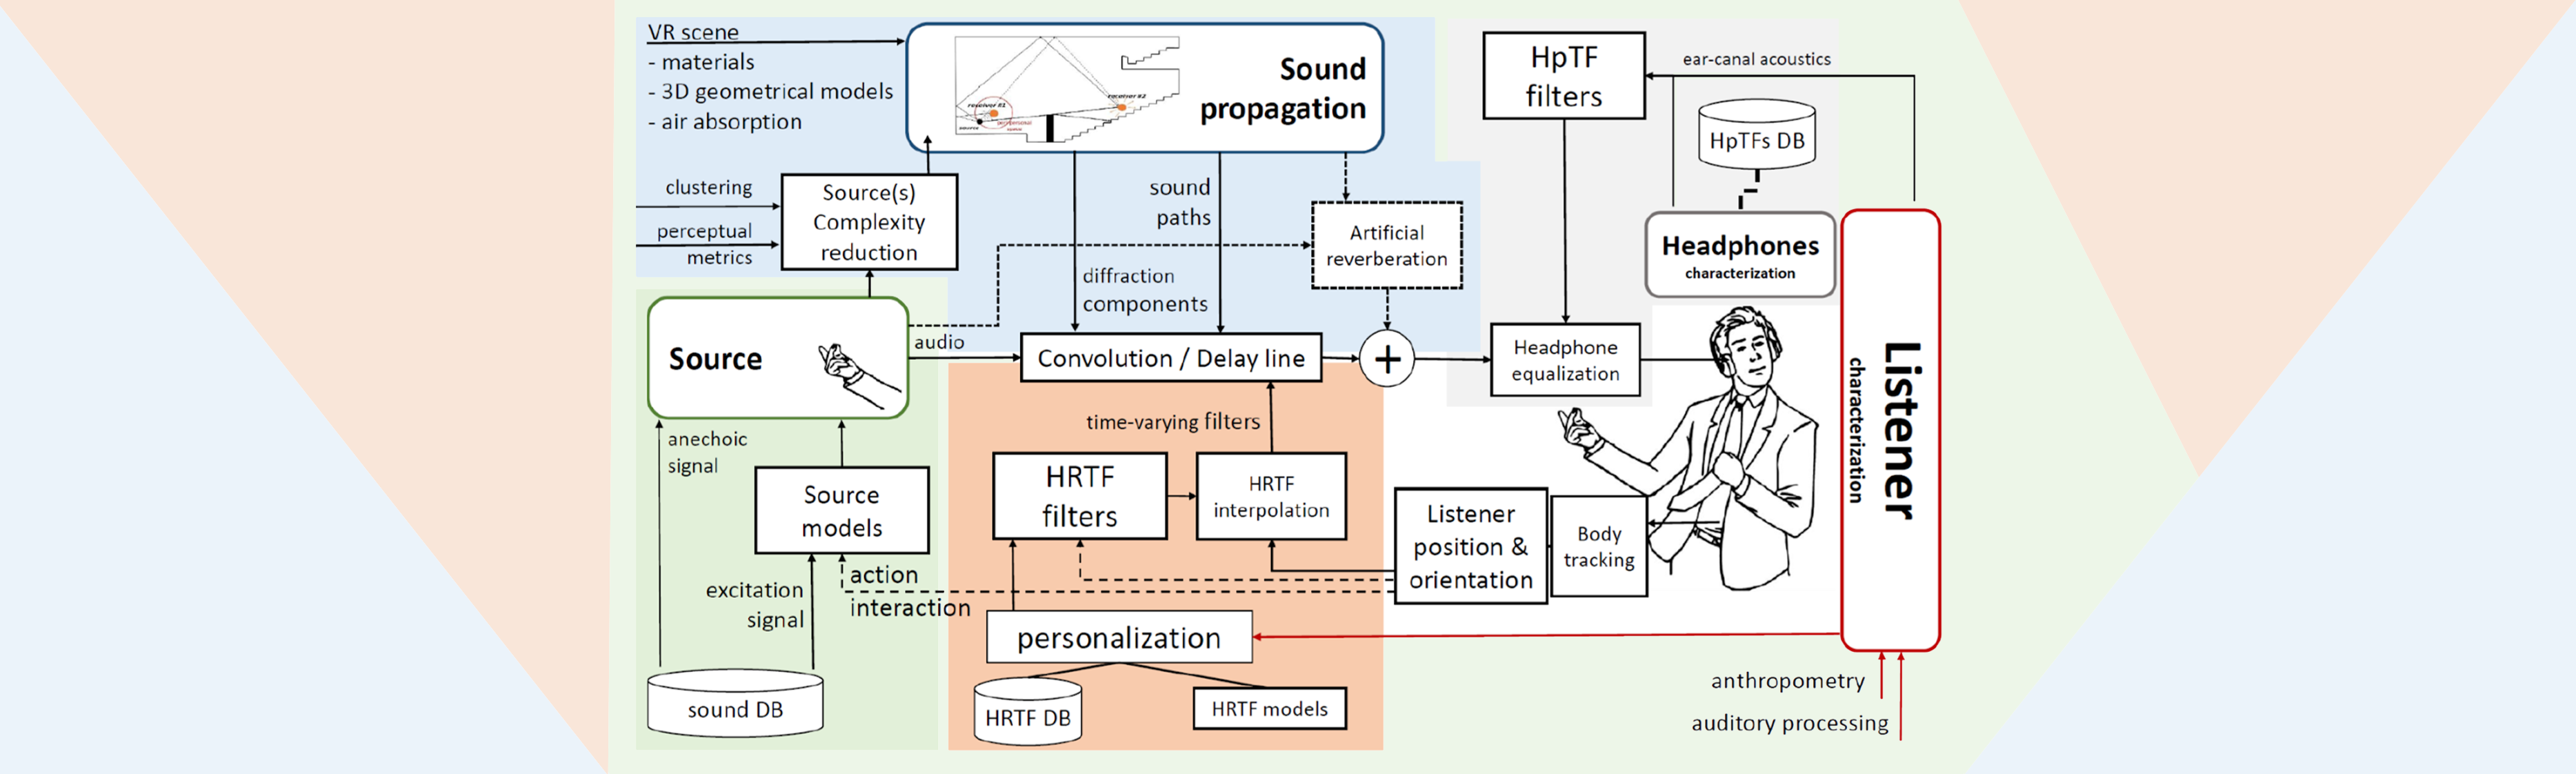 VR scene
- materials
- 3D geometrical models
- air absorption
receiver #1
receiver #2
source
Sound
propagation
clustering
perceptual
metrics
Source(s)
Complexity
reduction
sound
paths
diffraction
components
Artificial
reverberation
HpTF
filters
ear-canal acoustics
HpTFs DB
Headphones
characterization
Listener
characterization
Source
audio
Convolution / Delay line
+
Headphone
equalization
anechoic
signal
Source
models
excitation
signal
action
interaction
sound DB
time-varying filters
HRTF
filters
HRTF
interpolation
Listener
position &
orientation
Body
tracking
personalization
HRTF DB
HRTF models
anthropometry
auditory processing